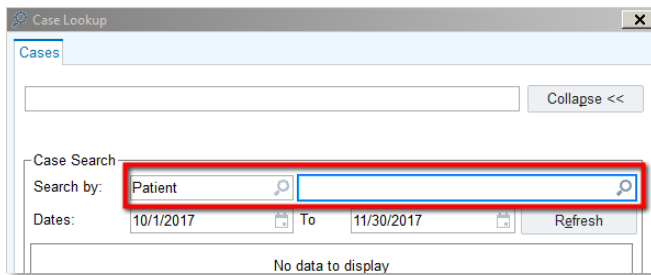 Case Lookup
Cases
Collapse <<
Case Search
Search by: Patient
Dates: 10/1/2017 To 11/30/2017 Refresh
No data to display